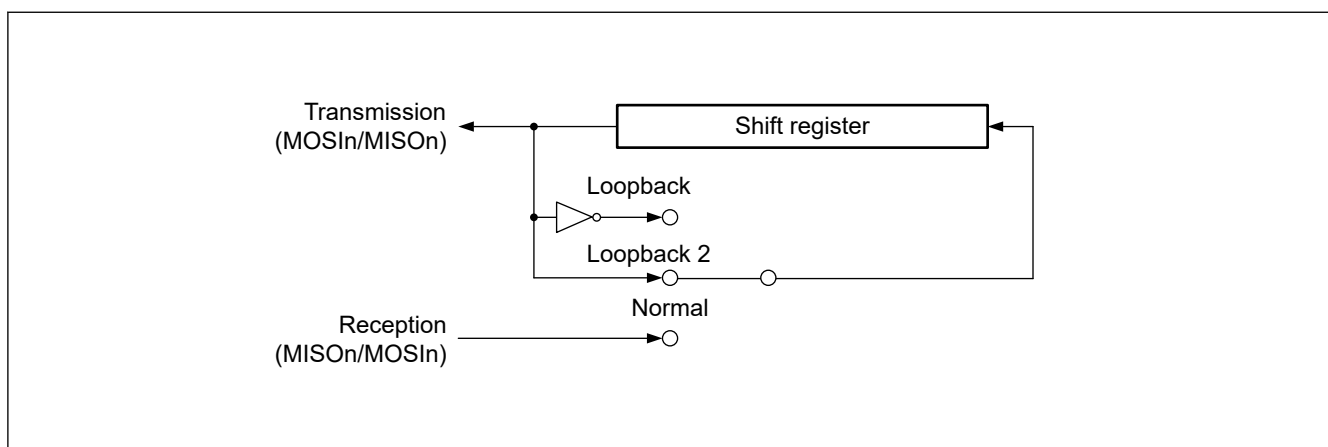 Transmission
(MOSIn/MISOn)
Shift register
Loopback
Loopback 2
Normal
Reception
(MISOn/MOSIn)